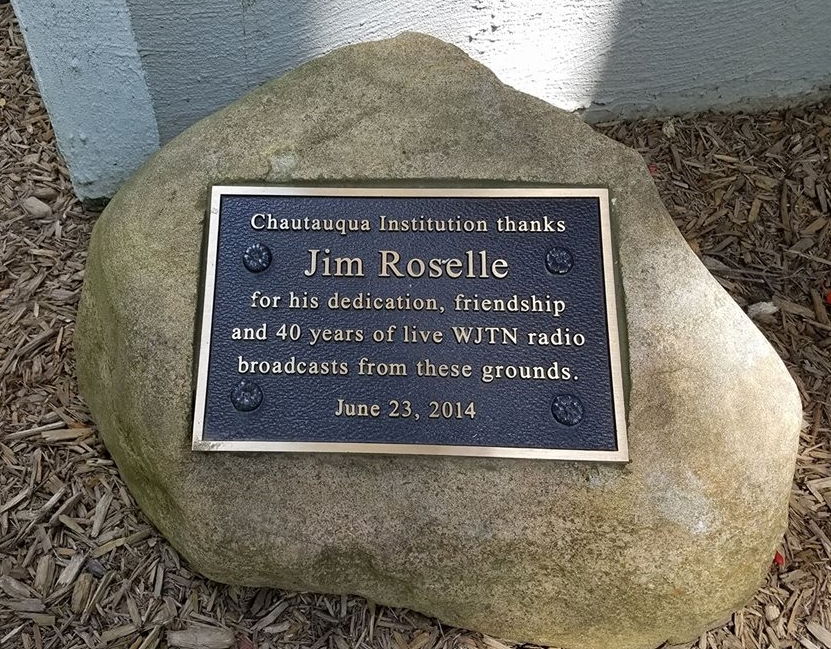 Chautauqua Institution thanks
Jim Roselle
for his dedication, friendship
and 40 years of live WJTN radio
broadcasts from these grounds.
June 23, 2014